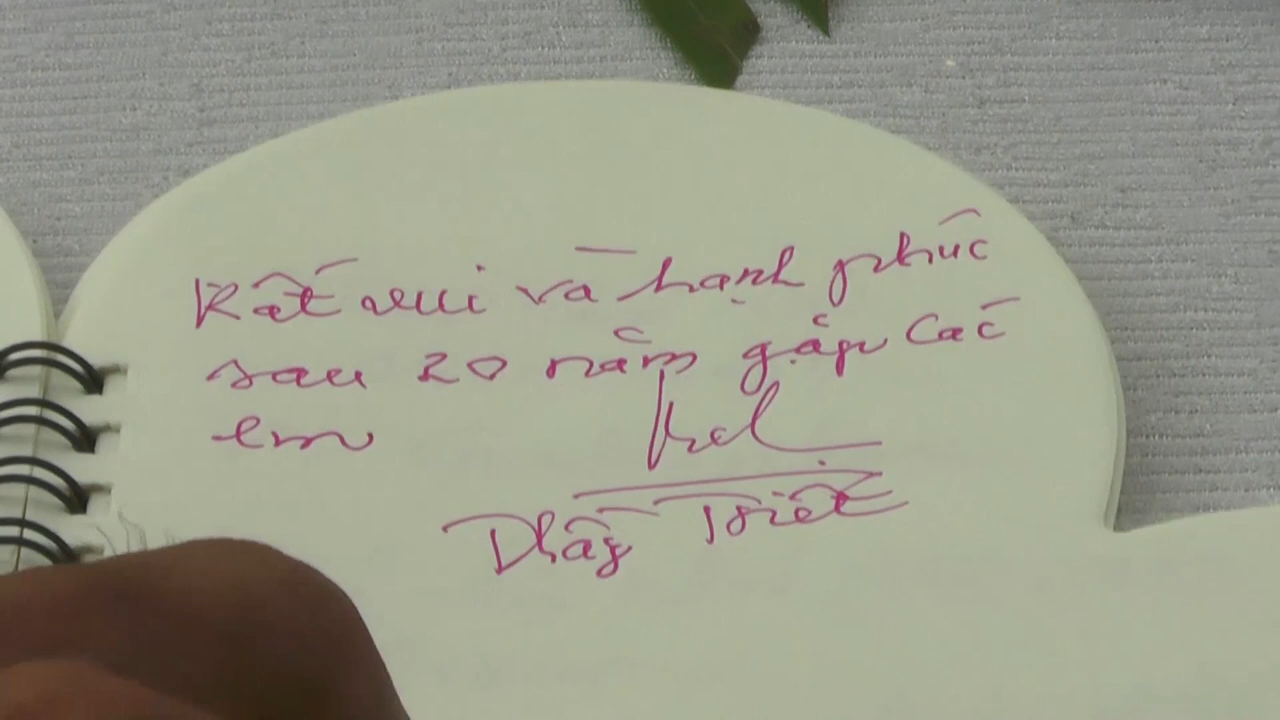 Rất vui và hạnh phúc
sau 20 năm gặp các
em
Thầy Triết